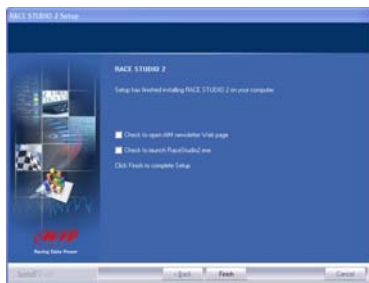 RACE STUDIO 2 Setup
RACE STUDIO 2
Setup has finished installing RACE STUDIO 2 on your computer.
Check to open AIM newsletter Web page
Check to launch RaceStudio2.exe
Click Finish to complete Setup.
AIM
Racing Data Power
< Back
Finish
Cancel